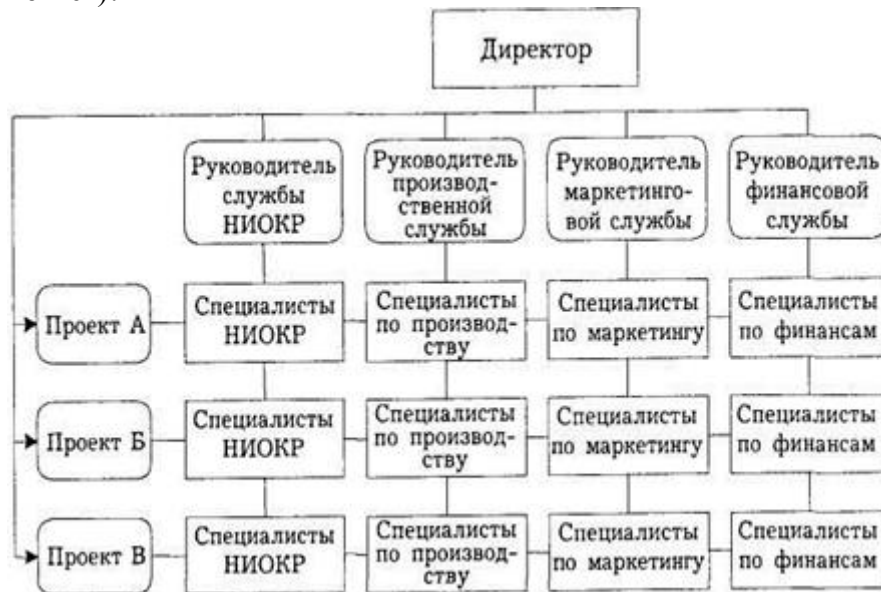 Директор
Руководитель
службы
НИОКР
Руководитель
производ-
ственной
службы
Руководитель
маркетинго-
вой службы
Руководитель
финансовой
службы
Проект А
Специалисты
НИОКР
Специалисты
по производ-
ству
Специалисты
по маркетингу
Специалисты
по финансам
Проект Б
Специалисты
НИОКР
Специалисты
по производ-
ству
Специалисты
по маркетингу
Специалисты
по финансам
Проект В
Специалисты
НИОКР
Специалисты
по производ-
ству
Специалисты
по маркетингу
Специалисты
по финансам